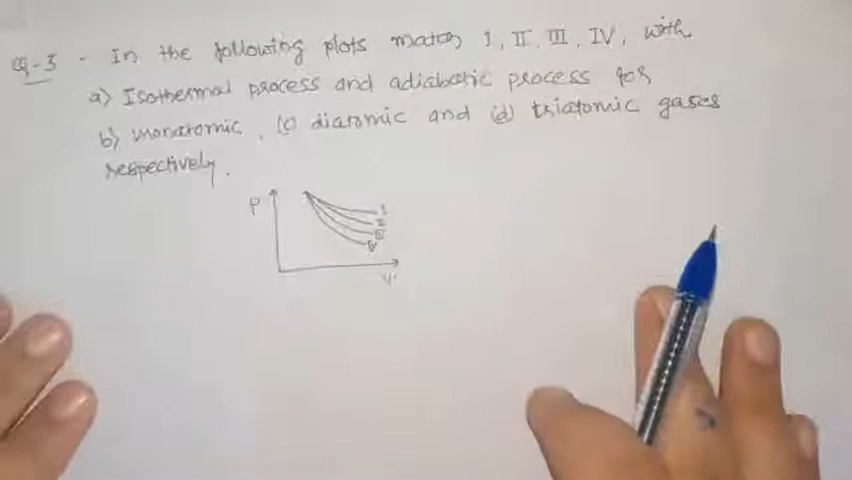 Q-3 - In the following plots match I, II, III, IV, with
a) Isothermal process and adiabatic process for
b) monatomic, (c) diatomic and (d) triatomic gases
respectively.
P
I
II
III
IV
V